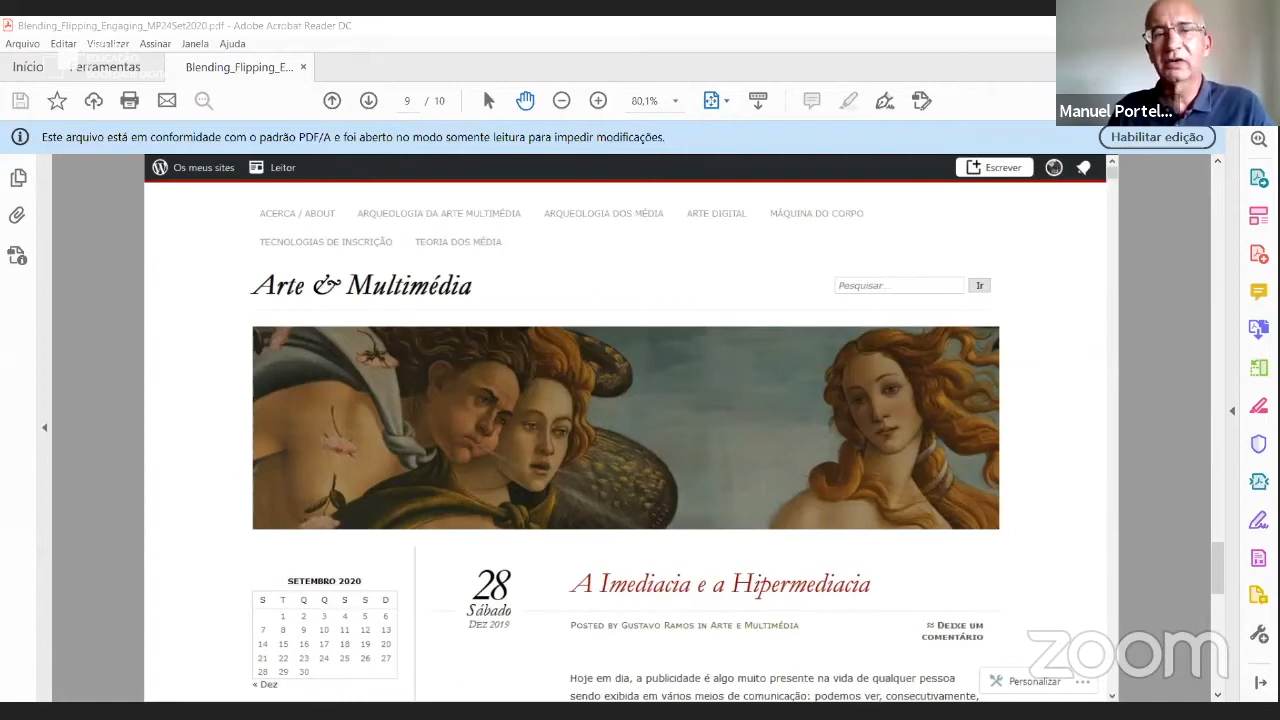 Blending_Flipping_Engaging_MP24Set2020.pdf - Adobe Acrobat Reader DC
Arquivo Editar Visualizar Assinar Janela Ajuda
Início Ferramentas Blending_Flipping_E... ×
9 / 10 80,1%
Manuel Portel...
Este arquivo está em conformidade com o padrão PDF/A e foi aberto no modo somente leitura para impedir modificações. Habilitar edição
Os meus sites Leitor Escrever
ACERCA / ABOUT ARQUEOLOGIA DA ARTE MULTIMÉDIA ARQUEOLOGIA DOS MÉDIA ARTE DIGITAL MÁQUINA DO CORPO
TECNOLOGIAS DE INSCRIÇÃO TEORIA DOS MÉDIA
Arte & Multimédia Pesquisar... Ir
SETEMBRO 2020
S T Q Q S S D
1 2 3 4 5 6
7 8 9 10 11 12 13
14 15 16 17 18 19 20
21 22 23 24 25 26 27
28 29 30
« Dez
28
Sábado
DEZ 2019
A Imediacia e a Hipermediacia
POSTED BY GUSTAVO RAMOS IN ARTE E MULTIMÉDIA
≈ DEIXE UM
COMENTÁRIO
Hoje em dia, a publicidade é algo muito presente na vida de qualquer pessoa
sendo exibida em vários meios de comunicação: podemos ver, consecutivamente,
Personalizar
zoom